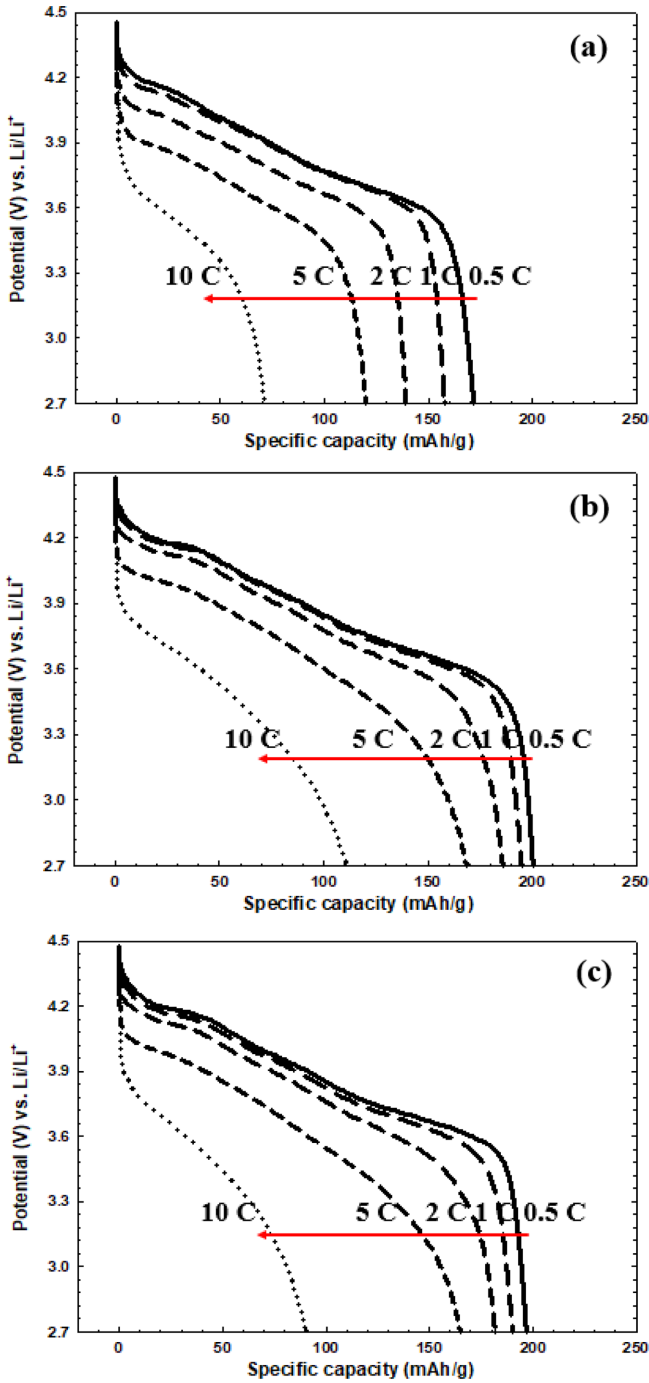 (a)
4.5
4.2
3.9
3.6
3.3
3.0
2.7
Potential (V) vs. Li/Li⁺
10 C 5 C 2 C 1 C 0.5 C
0 50 100 150 200 250
Specific capacity (mAh/g)
(b)
4.5
4.2
3.9
3.6
3.3
3.0
2.7
Potential (V) vs. Li/Li⁺
10 C 5 C 2 C 1 C 0.5 C
0 50 100 150 200 250
Specific capacity (mAh/g)
(c)
4.5
4.2
3.9
3.6
3.3
3.0
2.7
Potential (V) vs. Li/Li⁺
10 C 5 C 2 C 1 C 0.5 C
0 50 100 150 200 250
Specific capacity (mAh/g)